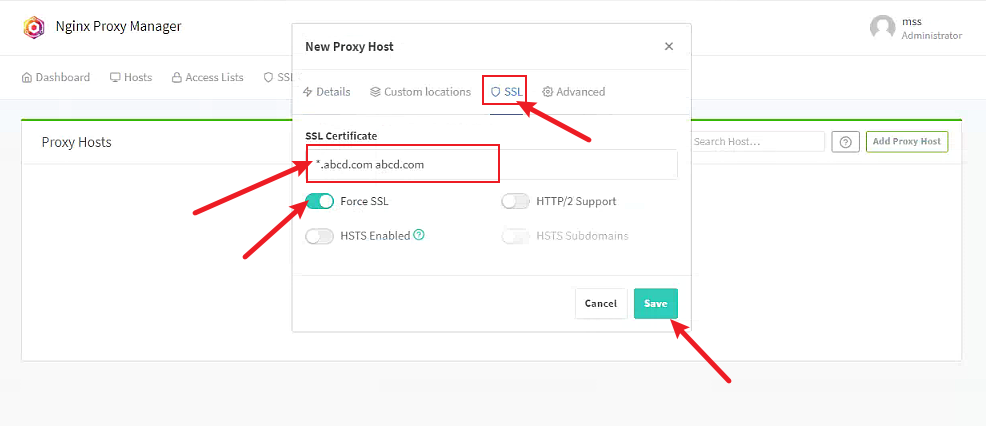 Nginx Proxy Manager
mss
Administrator
Dashboard Hosts Access Lists SSL
New Proxy Host ×
Details Custom locations SSL Advanced
Proxy Hosts
Search Host... Add Proxy Host
SSL Certificate
*.abcd.com abcd.com
Force SSL HTTP/2 Support
HSTS Enabled HSTS Subdomains
Cancel Save